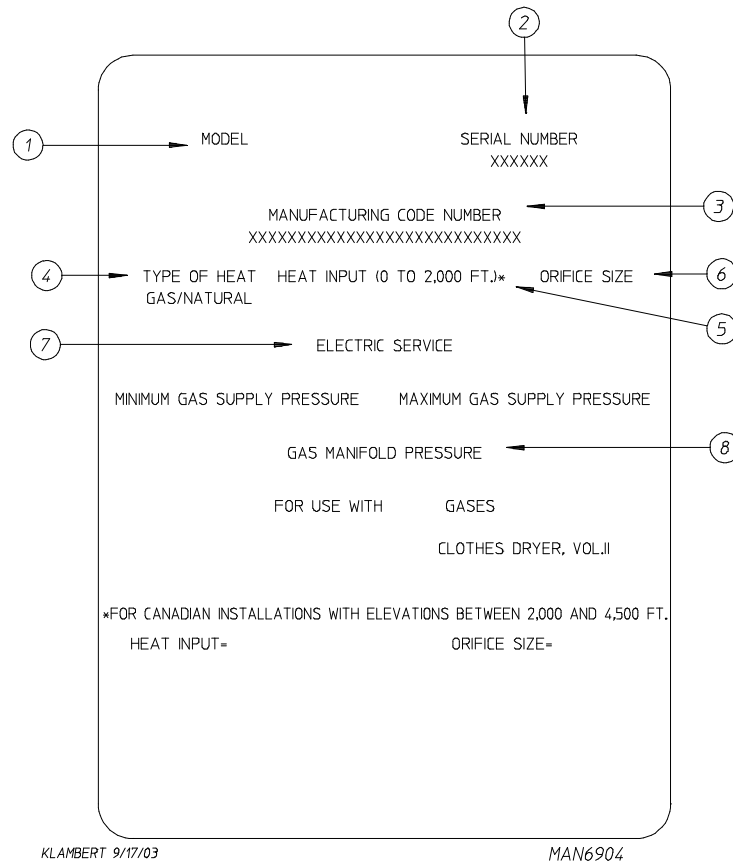 2
1
MODEL
SERIAL NUMBER
XXXXXX
3
MANUFACTURING CODE NUMBER
XXXXXXXXXXXXXXXXXXXXXXXXXXXX
4
TYPE OF HEAT HEAT INPUT (0 TO 2,000 FT.)* ORIFICE SIZE
6
GAS/NATURAL
5
7
ELECTRIC SERVICE
MINIMUM GAS SUPPLY PRESSURE MAXIMUM GAS SUPPLY PRESSURE
GAS MANIFOLD PRESSURE
8
FOR USE WITH GASES
CLOTHES DRYER, VOL.II
*FOR CANADIAN INSTALLATIONS WITH ELEVATIONS BETWEEN 2,000 AND 4,500 FT.
HEAT INPUT= ORIFICE SIZE=
KLAMBERT 9/17/03 MAN6904